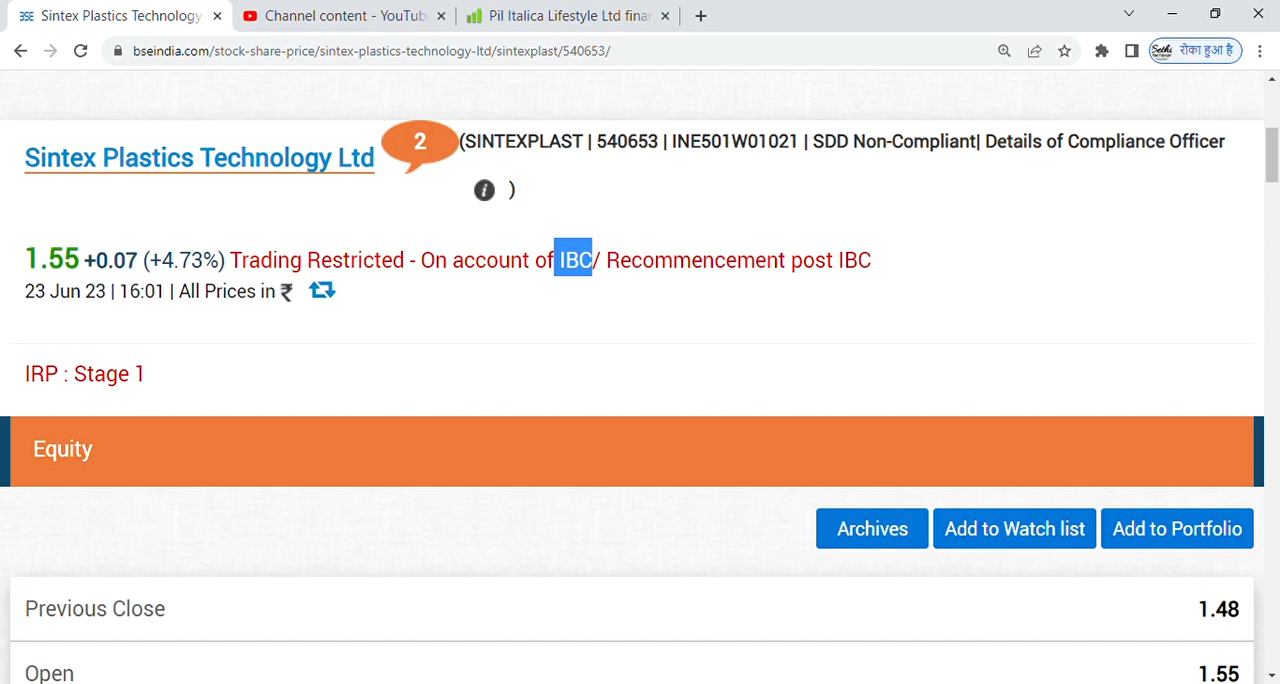 Sintex Plastics Technology
Channel content - YouTub
Pil Italica Lifestyle Ltd finan
bseindia.com/stock-share-price/sintex-plastics-technology-ltd/sintexplast/540653/
रोका हुआ है
Sintex Plastics Technology Ltd
2
(SINTEXPLAST | 540653 | INE501W01021 | SDD Non-Compliant| Details of Compliance Officer
)
1.55 +0.07 (+4.73%) Trading Restricted - On account of IBC/ Recommencement post IBC
23 Jun 23 | 16:01 | All Prices in ₹
IRP : Stage 1
Equity
Archives
Add to Watch list
Add to Portfolio
Previous Close 1.48
Open 1.55